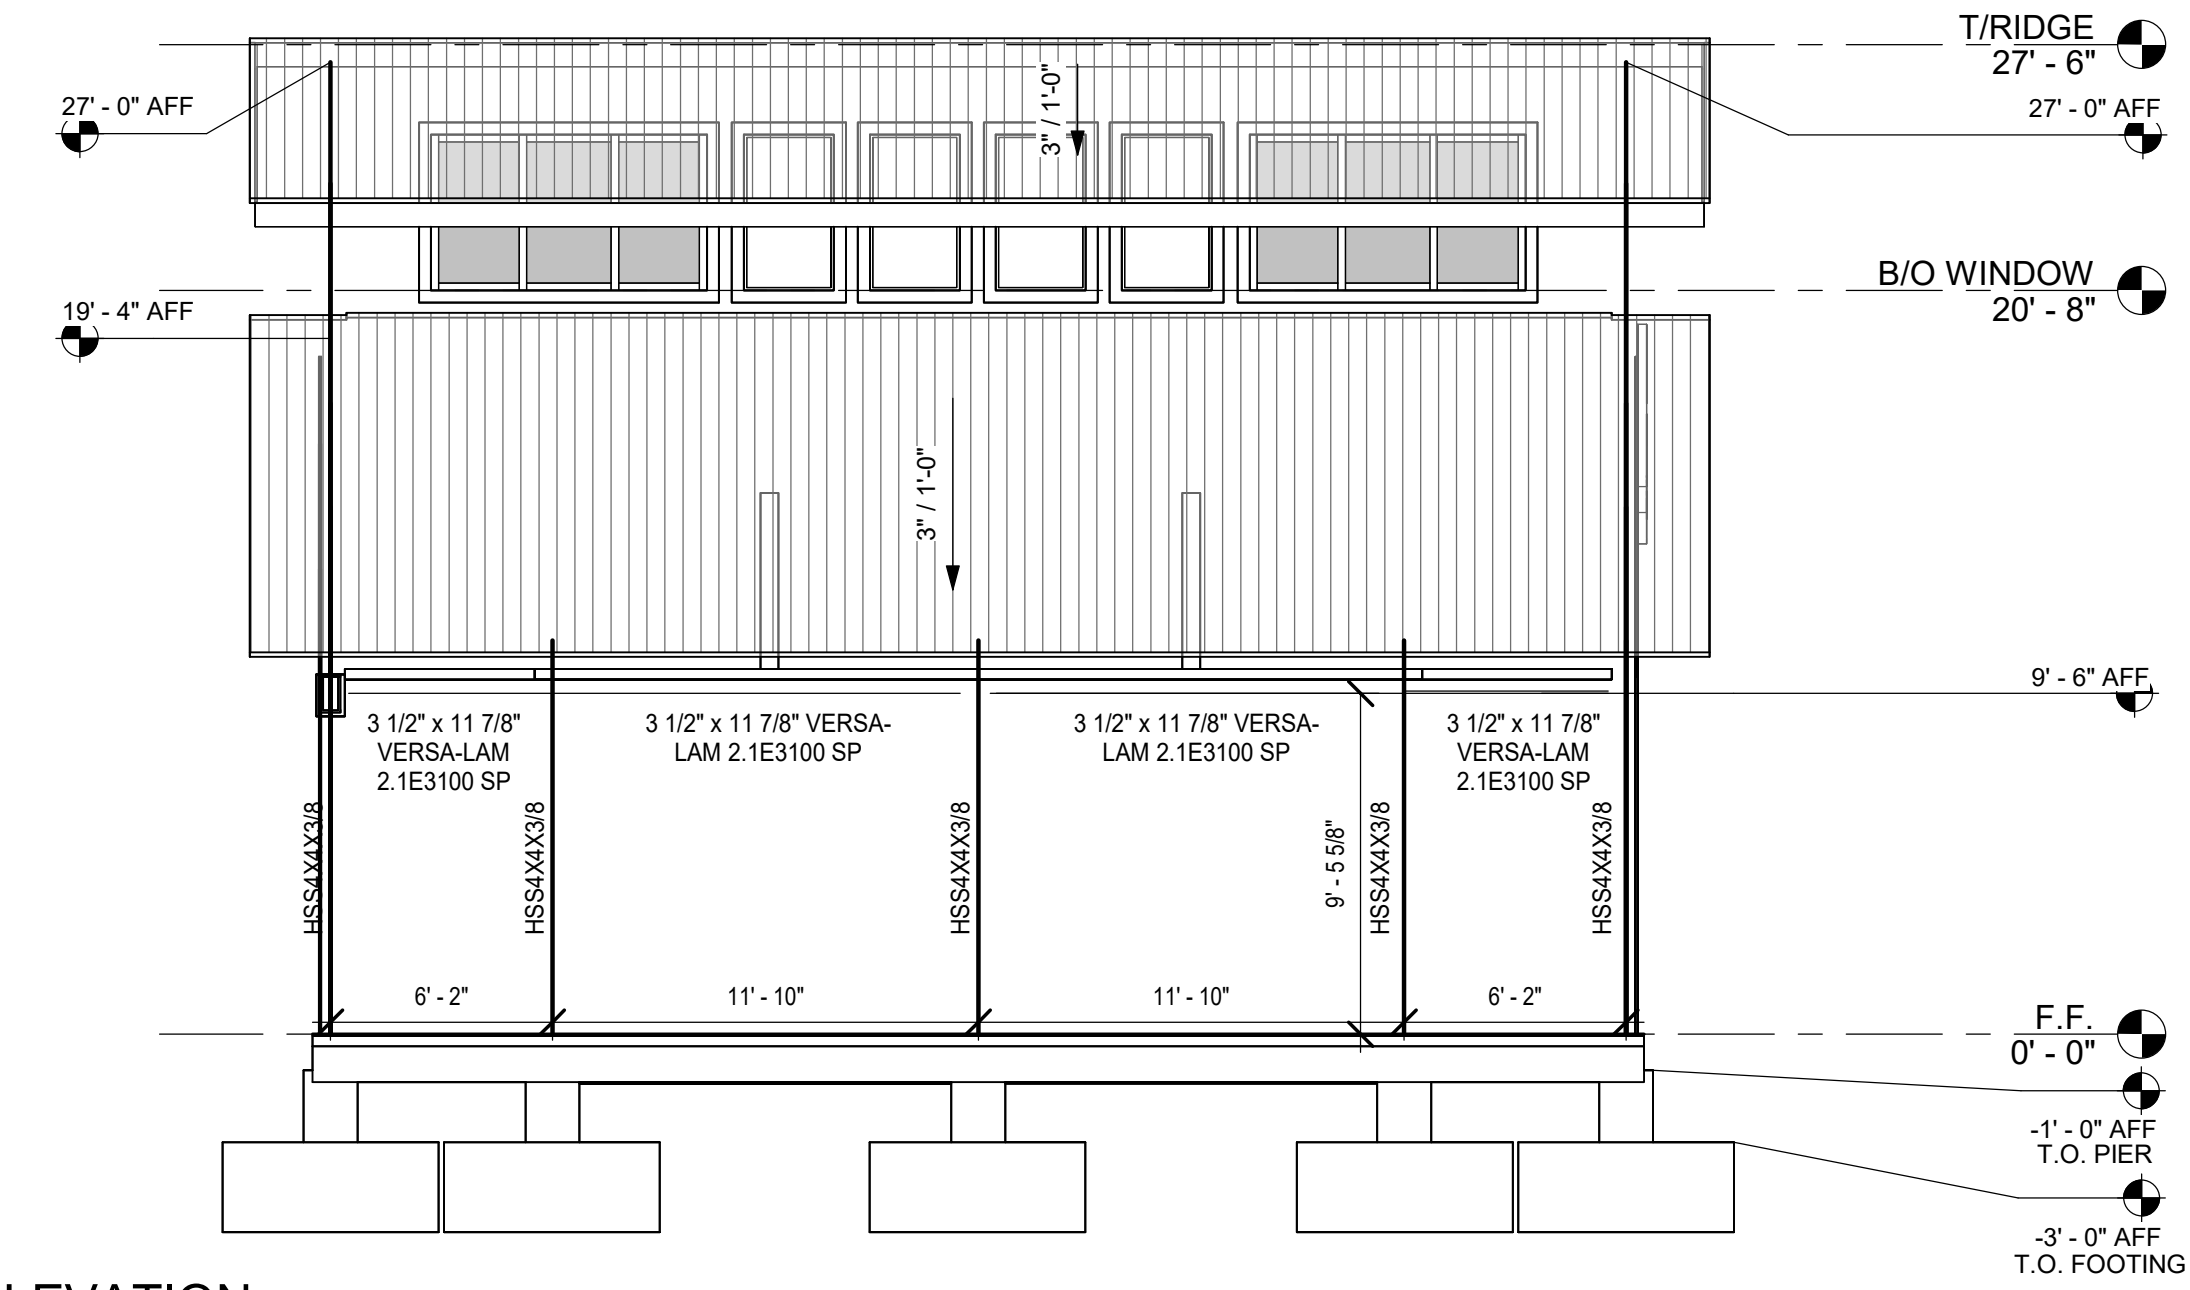 T/RIDGE
27' - 6"
27' - 0" AFF
27' - 0" AFF
3" / 1'-0"
B/O WINDOW
20' - 8"
19' - 4" AFF
3" / 1'-0"
9' - 6" AFF
3 1/2" x 11 7/8"
VERSA-LAM
2.1E3100 SP
3 1/2" x 11 7/8" VERSA-
LAM 2.1E3100 SP
3 1/2" x 11 7/8" VERSA-
LAM 2.1E3100 SP
3 1/2" x 11 7/8"
VERSA-LAM
2.1E3100 SP
HSS4X4X3/8
HSS4X4X3/8
HSS4X4X3/8
9' - 5 5/8"
HSS4X4X3/8
HSS4X4X3/8
6' - 2"
11' - 10"
11' - 10"
6' - 2"
F.F.
0' - 0"
-1' - 0" AFF
T.O. PIER
-3' - 0" AFF
T.O. FOOTING
LEVATION